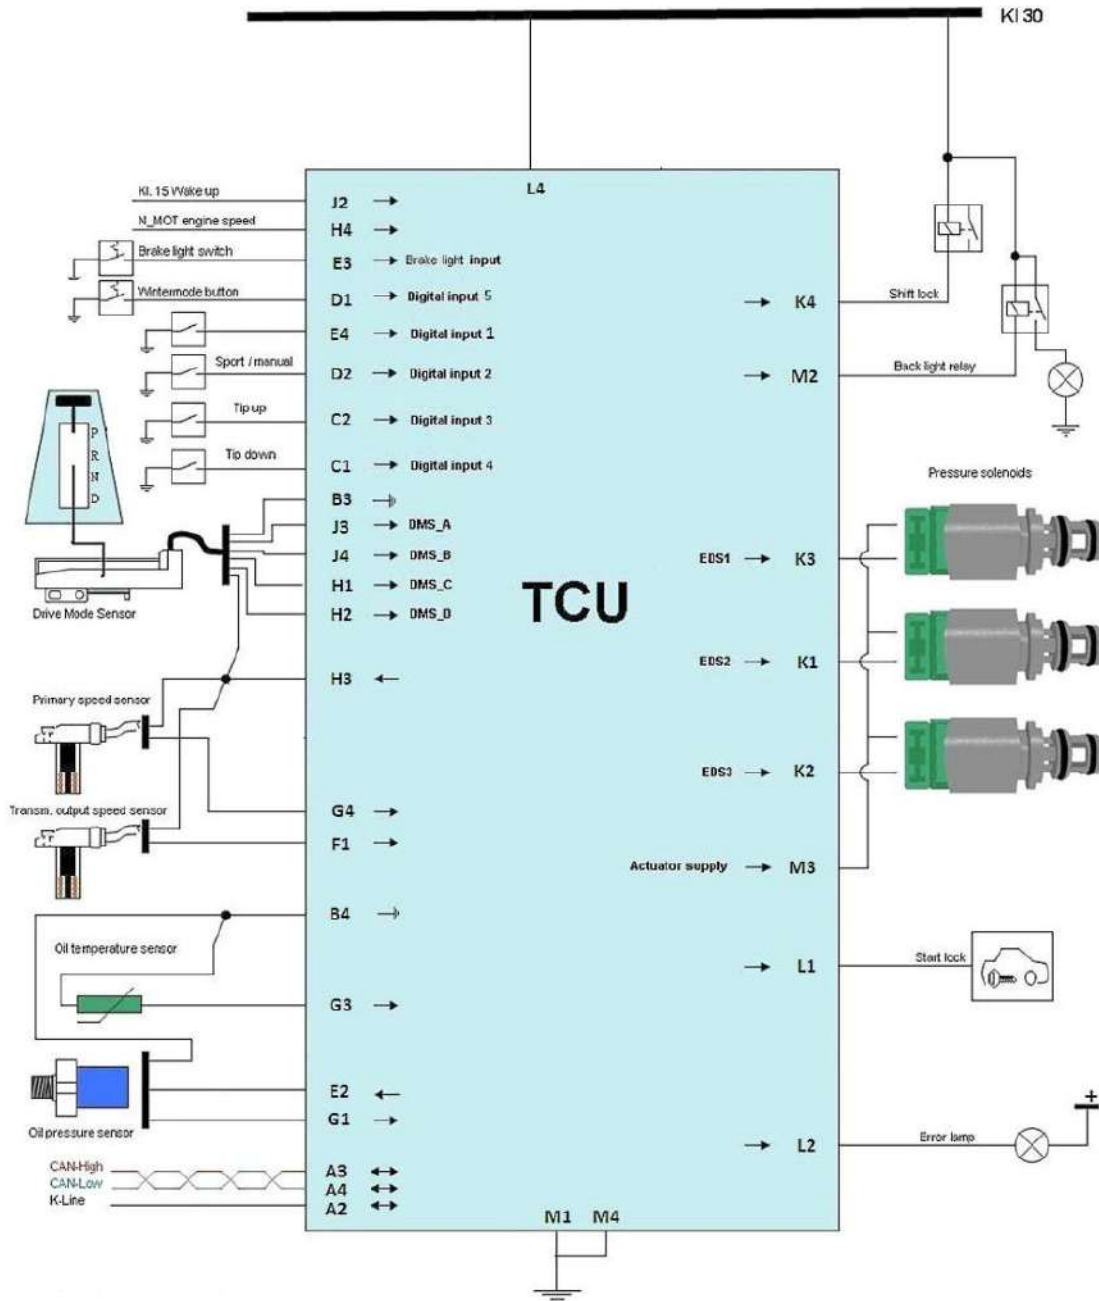 Kl 30
L4
Kl. 15 Wake up
J2
N_MOT engine speed
H4
Brake light switch
E3
Brake light input
Wintermode button
D1
Digital input 5
K4
Shift lock
E4
Digital input 1
Sport / manual
D2
Digital input 2
M2
Back light relay
Tip up
C2
Digital input 3
Tip down
C1
Digital input 4
Pressure solenoids
P
R
N
D
B3
J3
DMS_A
J4
DMS_B
EDS1
K3
H1
DMS_C
TCU
H2
DMS_D
Drive Mode Sensor
EDS2
K1
H3
Primary speed sensor
EDS3
K2
Transm. output speed sensor
G4
F1
Actuator supply
M3
B4
Oil temperature sensor
L1
Start lock
G3
E2
G1
Oil pressure sensor
L2
Error lamp
+
CAN-High
A3
CAN-Low
A4
K-Line
A2
M1
M4